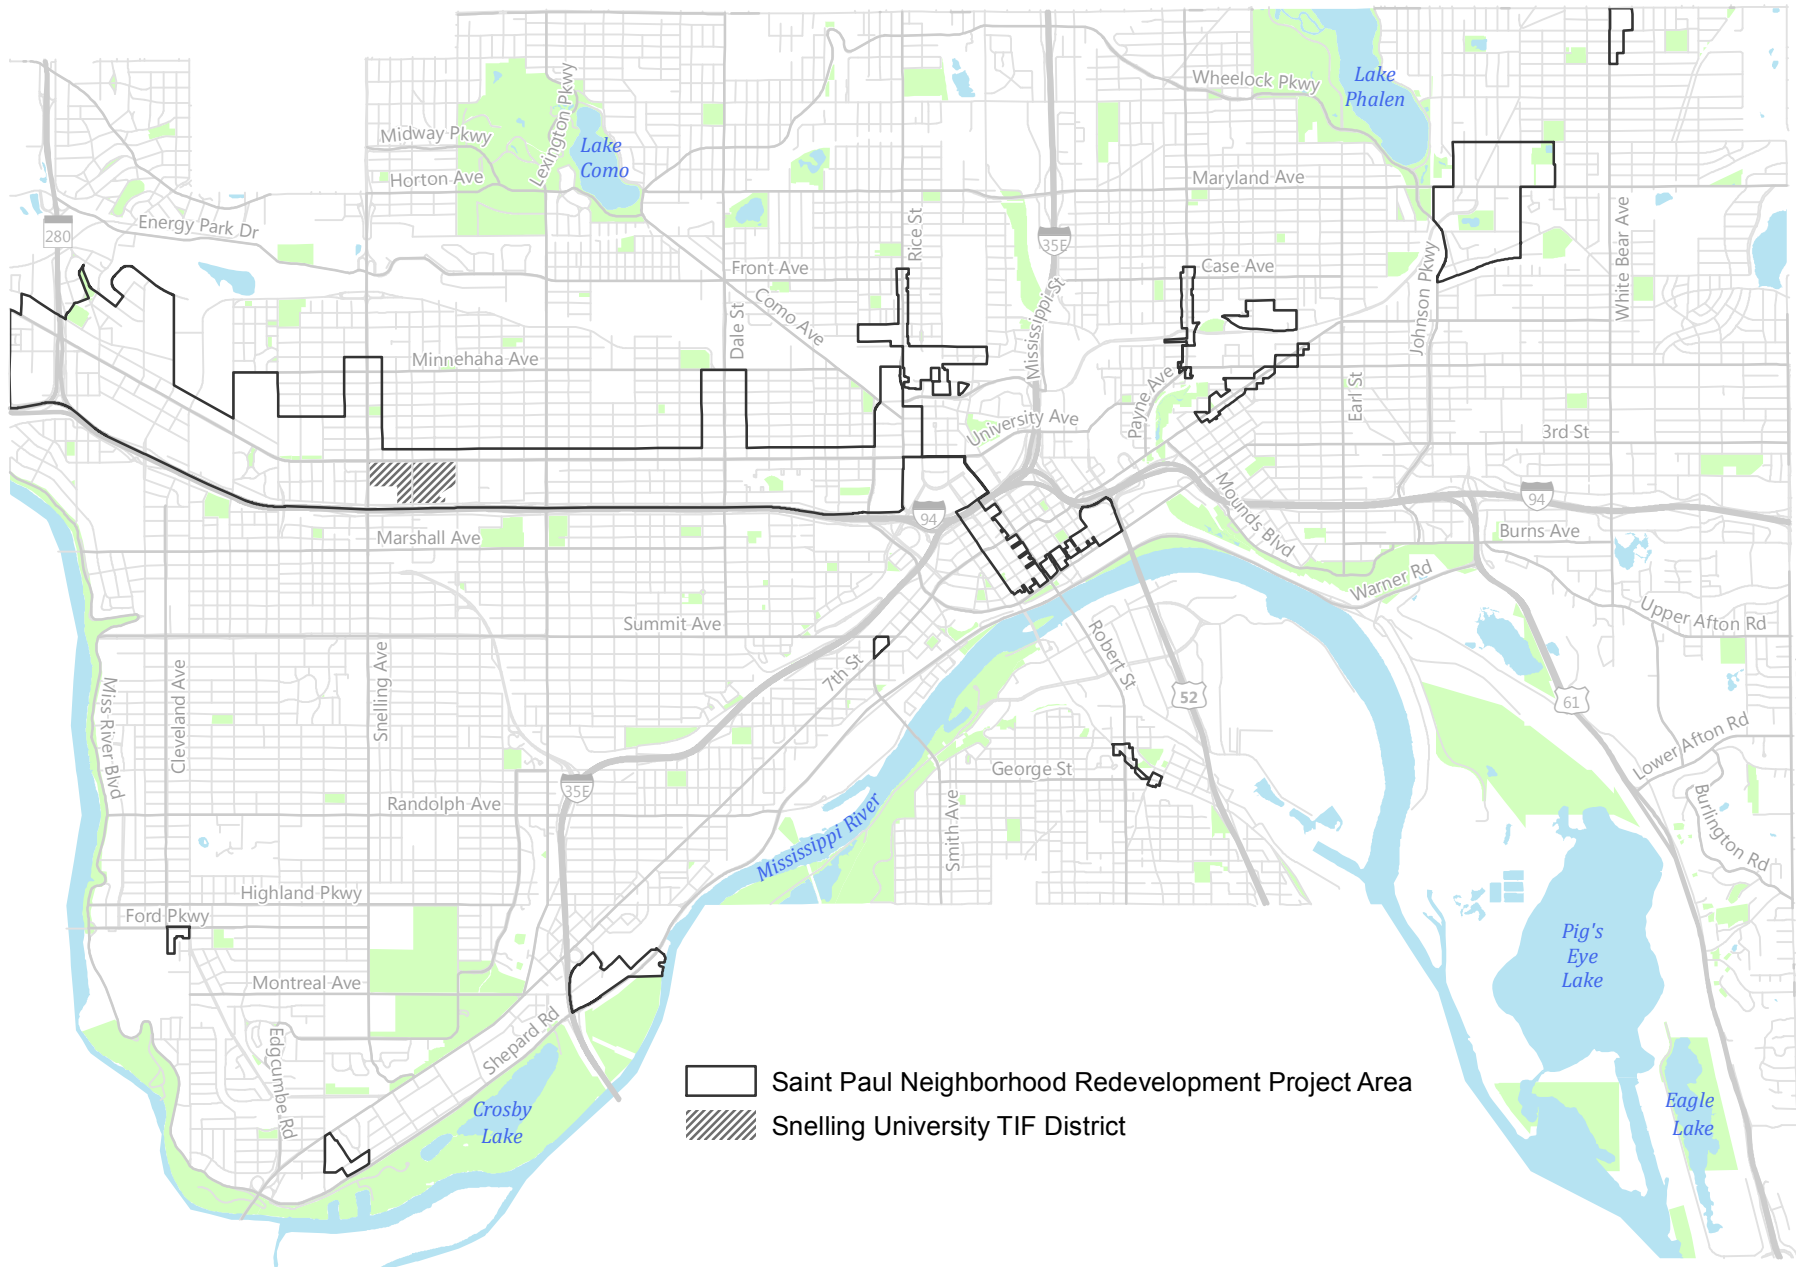 Wheelock Pkwy
Lake
Phalen
Midway Pkwy
Lexington Pkwy
Lake
Como
Horton Ave
Maryland Ave
Energy Park Dr
280
Rice St
35E
White Bear Ave
Front Ave
Case Ave
Johnson Pkwy
Como Ave
Dale St
Mississippi St
Minnehaha Ave
Payne Ave
Earl St
University Ave
3rd St
94
94
Mounds Blvd
Marshall Ave
Burns Ave
Warner Rd
Summit Ave
Upper Afton Rd
Robert St
7th St
Miss River Blvd
Cleveland Ave
Snelling Ave
52
61
Lower Afton Rd
George St
35E
Randolph Ave
Smith Ave
Mississippi River
Burlington Rd
Highland Pkwy
Ford Pkwy
Pig's
Eye
Lake
Montreal Ave
Shepard Rd
Edgcumbe Rd
Crosby
Lake
Eagle
Lake
Saint Paul Neighborhood Redevelopment Project Area
Snelling University TIF District